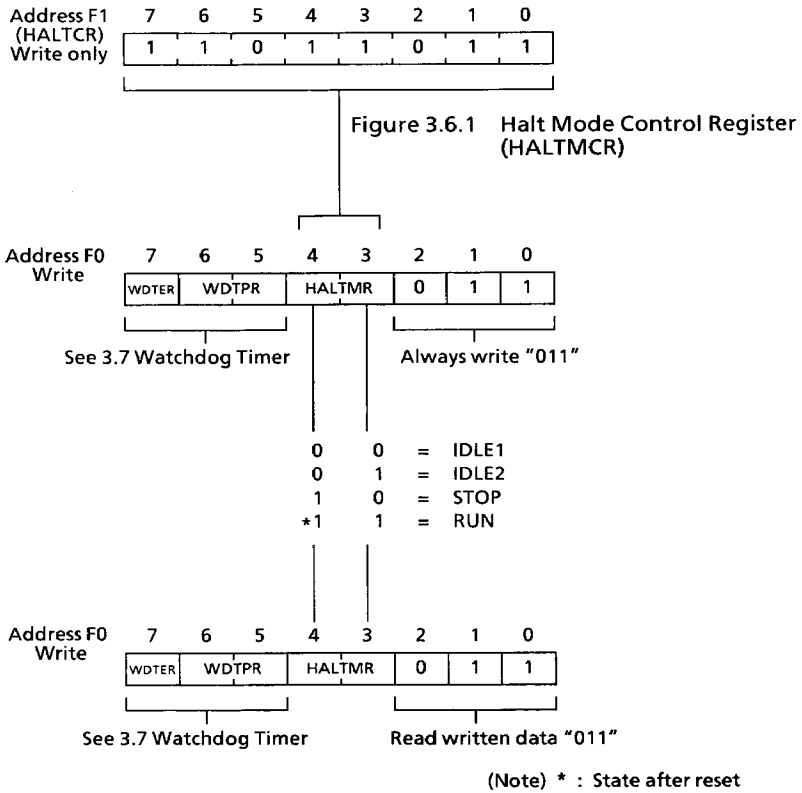 Address F1 7 6 5 4 3 2 1 0
(HALTCR)
Write only 1 1 0 1 1 0 1 1
Figure 3.6.1 Halt Mode Control Register
(HALTMCR)
Address F0 7 6 5 4 3 2 1 0
Write
WDTER WDTPR HALTMR 0 1 1
See 3.7 Watchdog Timer Always write "011"
0 0 = IDLE1
0 1 = IDLE2
1 0 = STOP
*1 1 = RUN
Address F0 7 6 5 4 3 2 1 0
Write
WDTER WDTPR HALTMR 0 1 1
See 3.7 Watchdog Timer Read written data "011"
(Note) * : State after reset